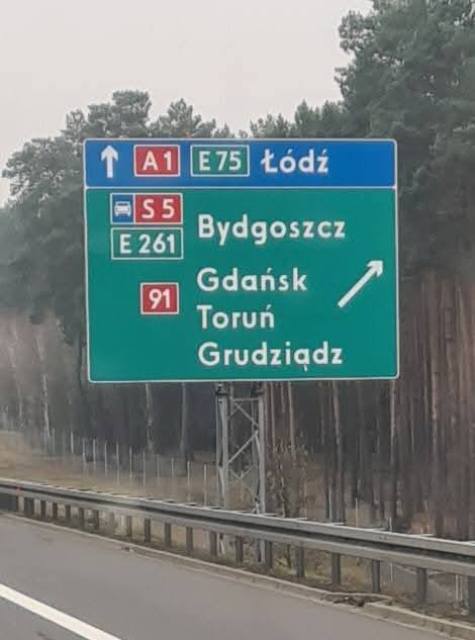 A1 E75 Łódź
S5 Bydgoszcz
E 261
91 Gdańsk
Toruń
Grudziądz